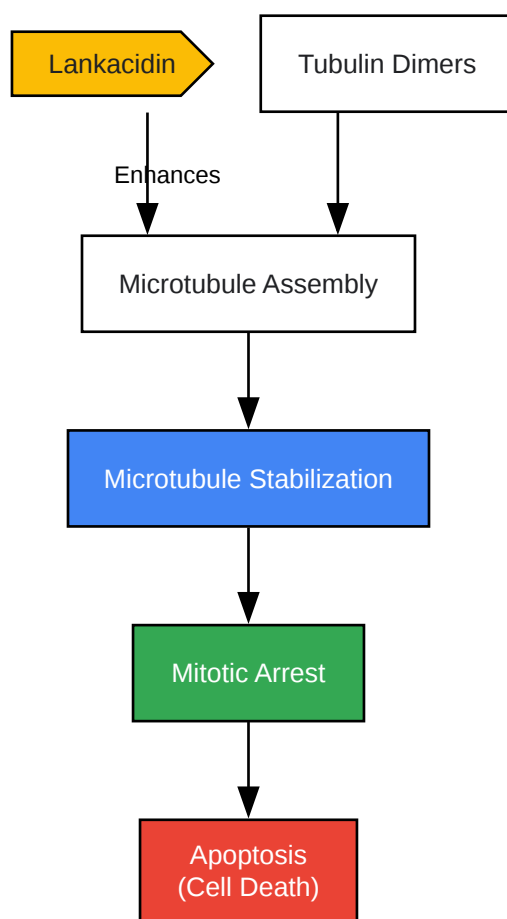 Lankacidin
Tubulin Dimers
Enhances
Microtubule Assembly
Microtubule Stabilization
Mitotic Arrest
Apoptosis
(Cell Death)